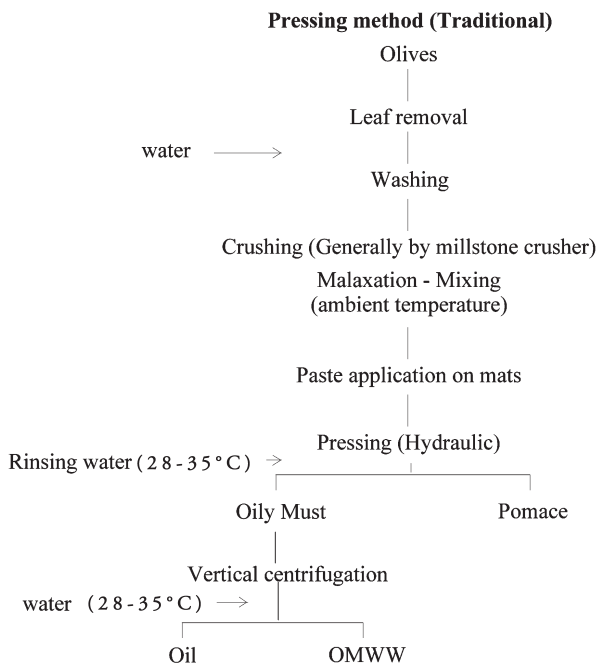 Pressing method (Traditional)
Olives
Leaf removal
water
Washing
Crushing (Generally by millstone crusher)
Malaxation - Mixing
(ambient temperature)
Paste application on mats
Pressing (Hydraulic)
Rinsing water (28-35°C)
Oily Must
Pomace
Vertical centrifugation
water (28-35°C)
Oil
OMWW